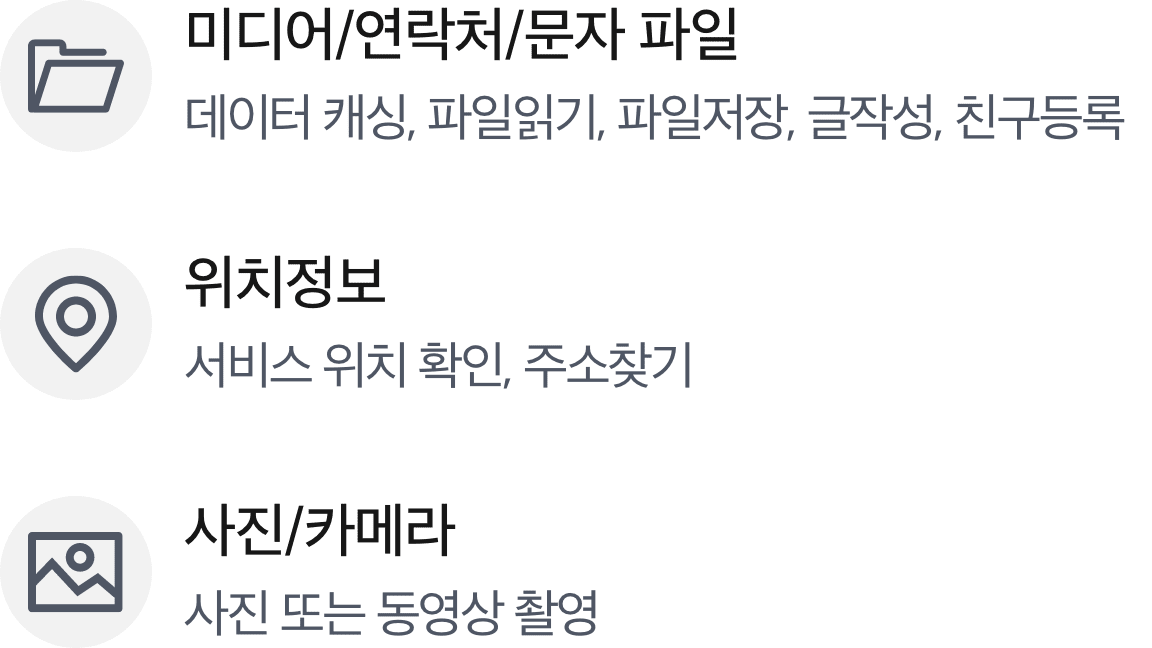 미디어/연락처/문자 파일
데이터 캐싱, 파일읽기, 파일저장, 글작성, 친구등록
위치정보
서비스 위치 확인, 주소찾기
사진/카메라
사진 또는 동영상 촬영